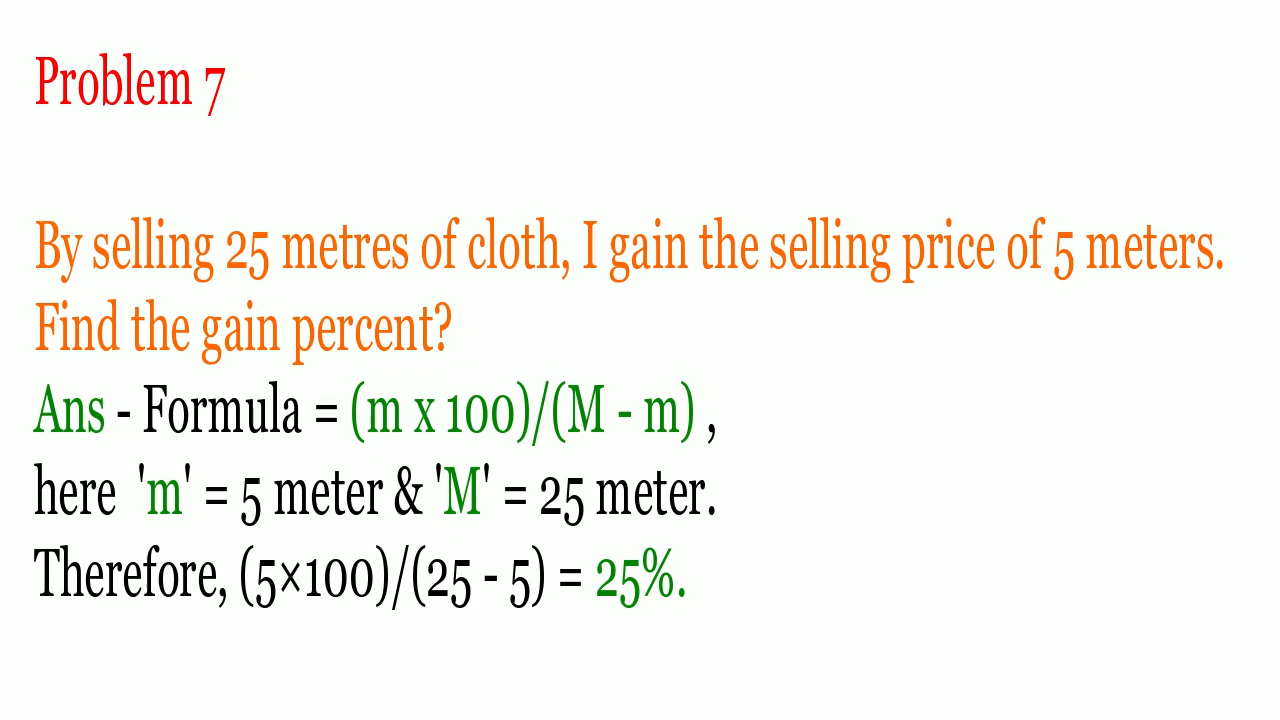 Problem 7
By selling 25 metres of cloth, I gain the selling price of 5 meters.
Find the gain percent?
Ans - Formula = (m x 100)/(M - m) ,
here 'm' = 5 meter & 'M' = 25 meter.
Therefore, (5×100)/(25 - 5) = 25%.